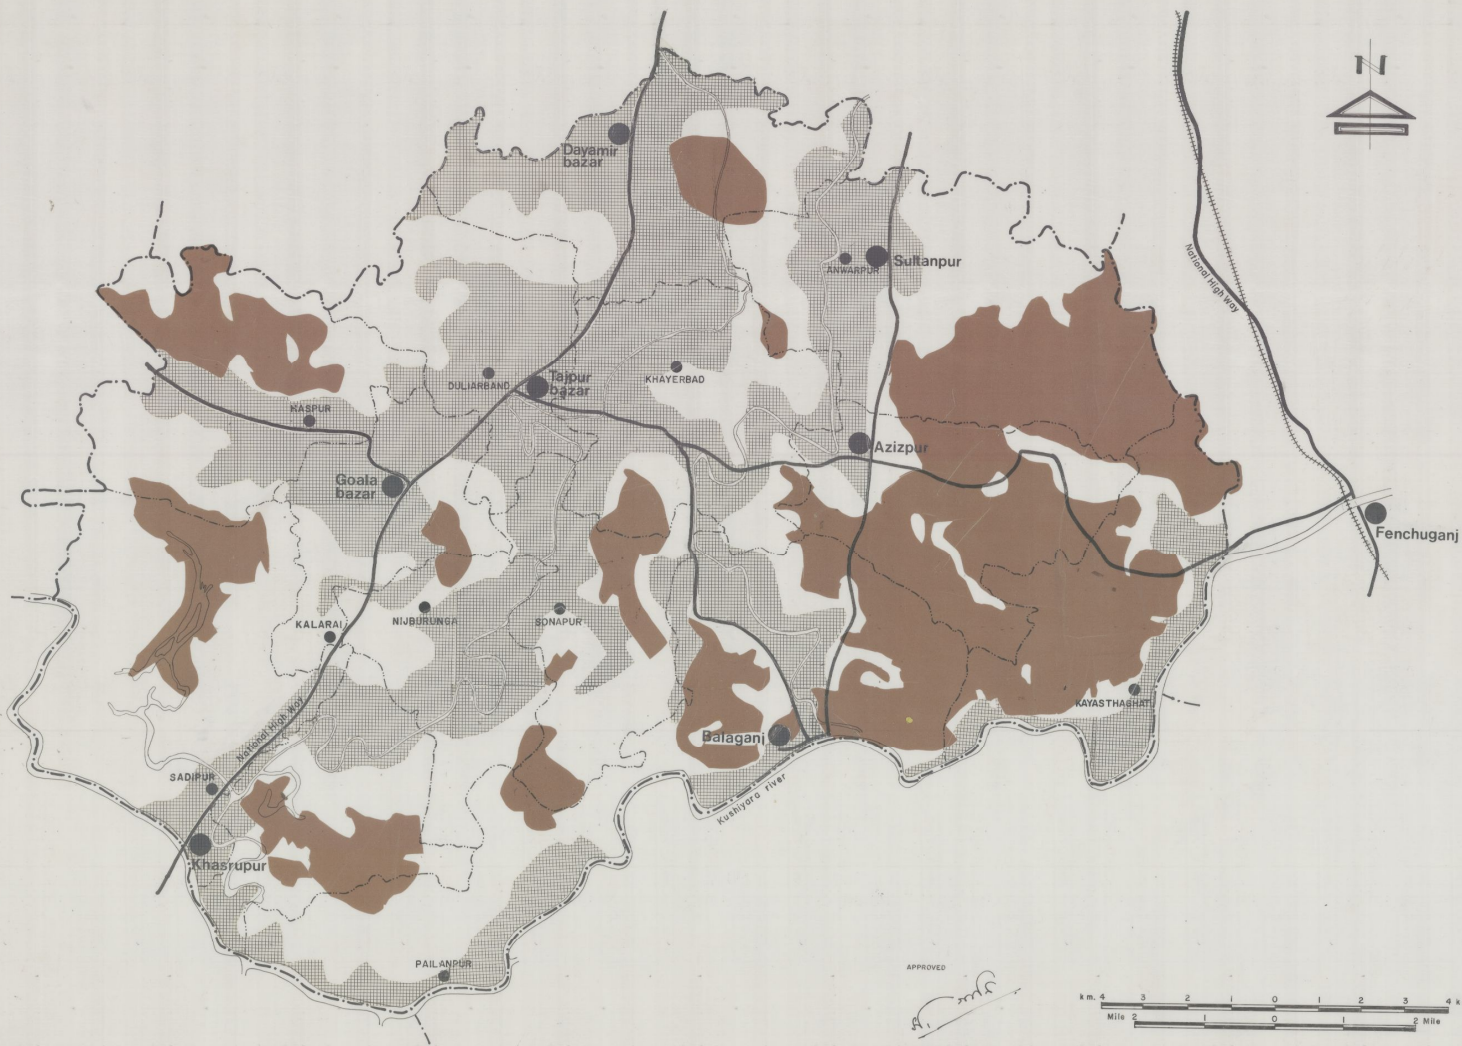 N
Dayamir
bazar
National High Way
ANWARPUR
Sultanpur
DULIARBAND
Tajpur
bazar
KHAYERBAD
KASPUR
Azizpur
Goala
bazar
Fenchuganj
KALARAI
NIJBURUNGA
SONAPUR
KAYASTHAGHAT
National High Way
Balaganj
SADIPUR
Kushiyara river
Khasrupur
PAILANPUR
APPROVED
km. 4 3 2 1 0 1 2 3 4 k
Mile 2 1 0 1 2 Mile